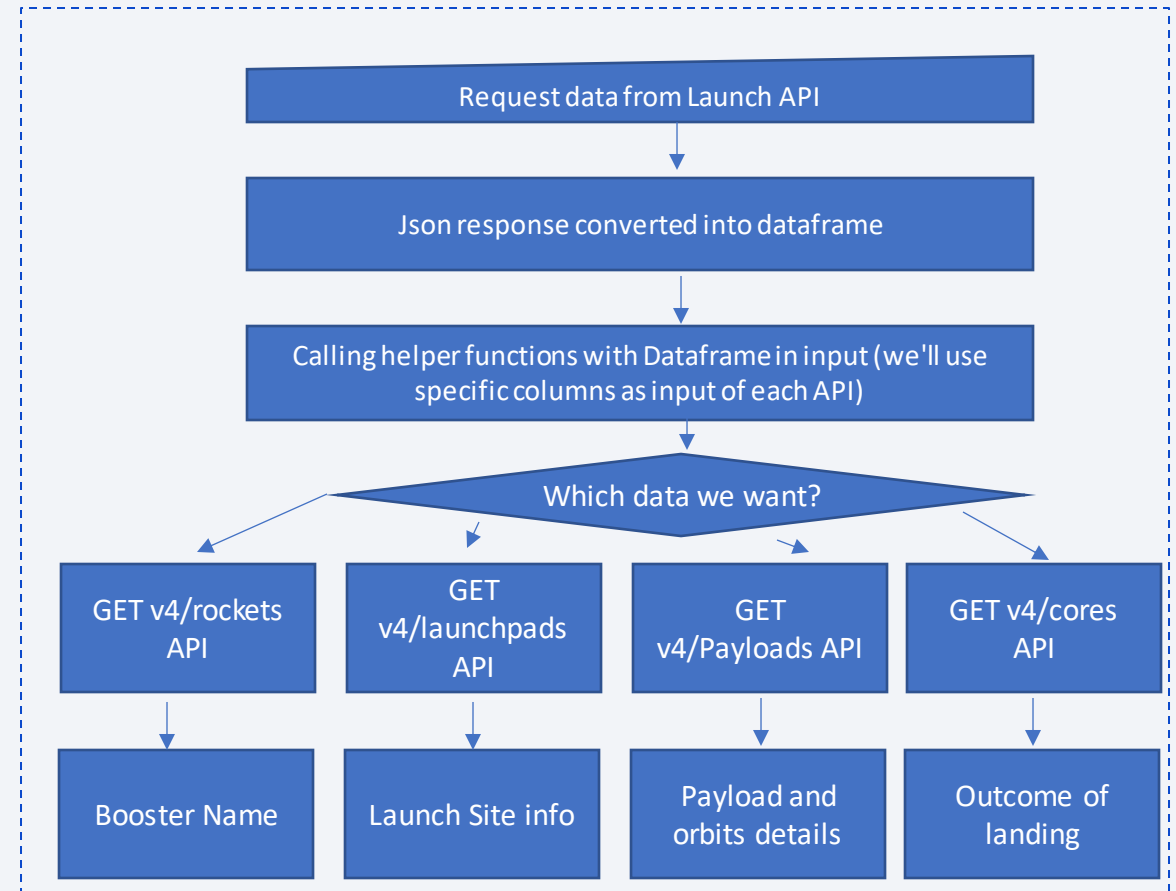 Request data from Launch API
Json response converted into dataframe
Calling helper functions with Dataframe in input (we'll use
specific columns as input of each API)
Which data we want?
GET v4/rockets
API
GET
v4/launchpads
API
GET
v4/Payloads API
GET v4/cores
API
Booster Name
Launch Site info
Payload and
orbits details
Outcome of
landing